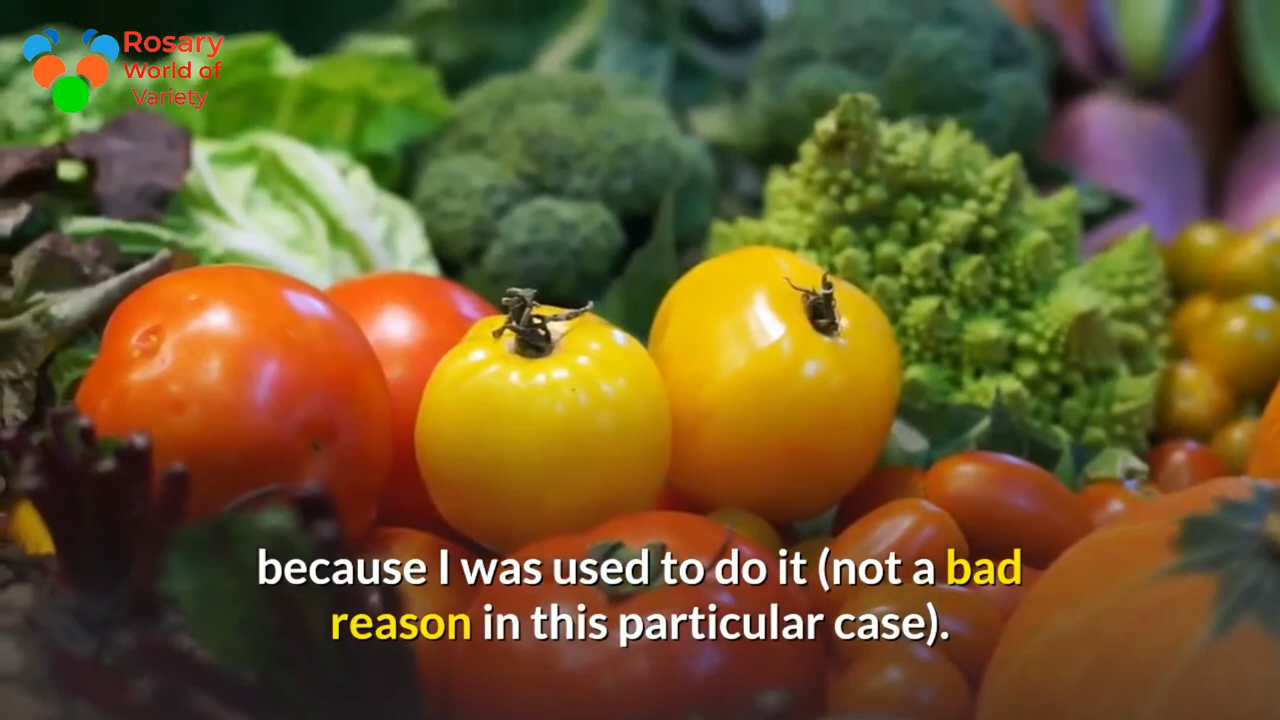 Rosary
World of
Variety
because I was used to do it (not a bad
reason in this particular case).